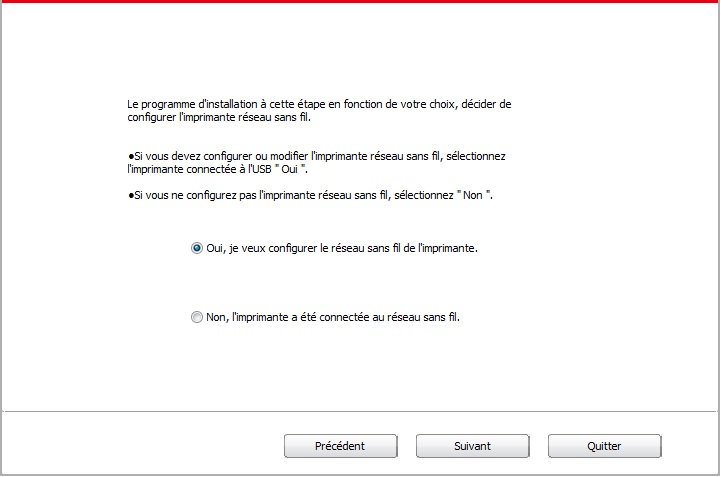 Le programme d'installation à cette étape en fonction de votre choix, décider de
configurer l'imprimante réseau sans fil.
●Si vous devez configurer ou modifier l'imprimante réseau sans fil, sélectionnez
l'imprimante connectée à l'USB " Oui ".
●Si vous ne configurez pas l'imprimante réseau sans fil, sélectionnez " Non ".
Oui, je veux configurer le réseau sans fil de l'imprimante.
Non, l'imprimante a été connectée au réseau sans fil.
Précédent Suivant Quitter